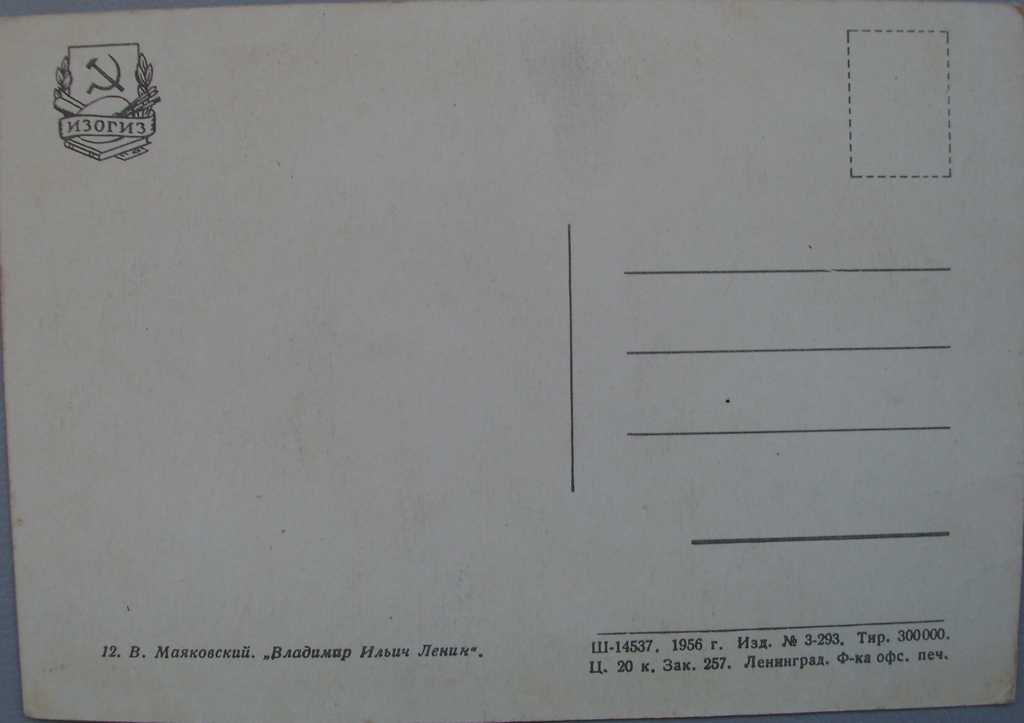 ИЗОГИЗ
12. В. Маяковский. „Владимир Ильич Ленин“.
Ш-14537. 1956 г. Изд. № 3-293. Тир. 300000.
Ц. 20 к. Зак. 257. Ленинград. Ф-ка офс. печ.